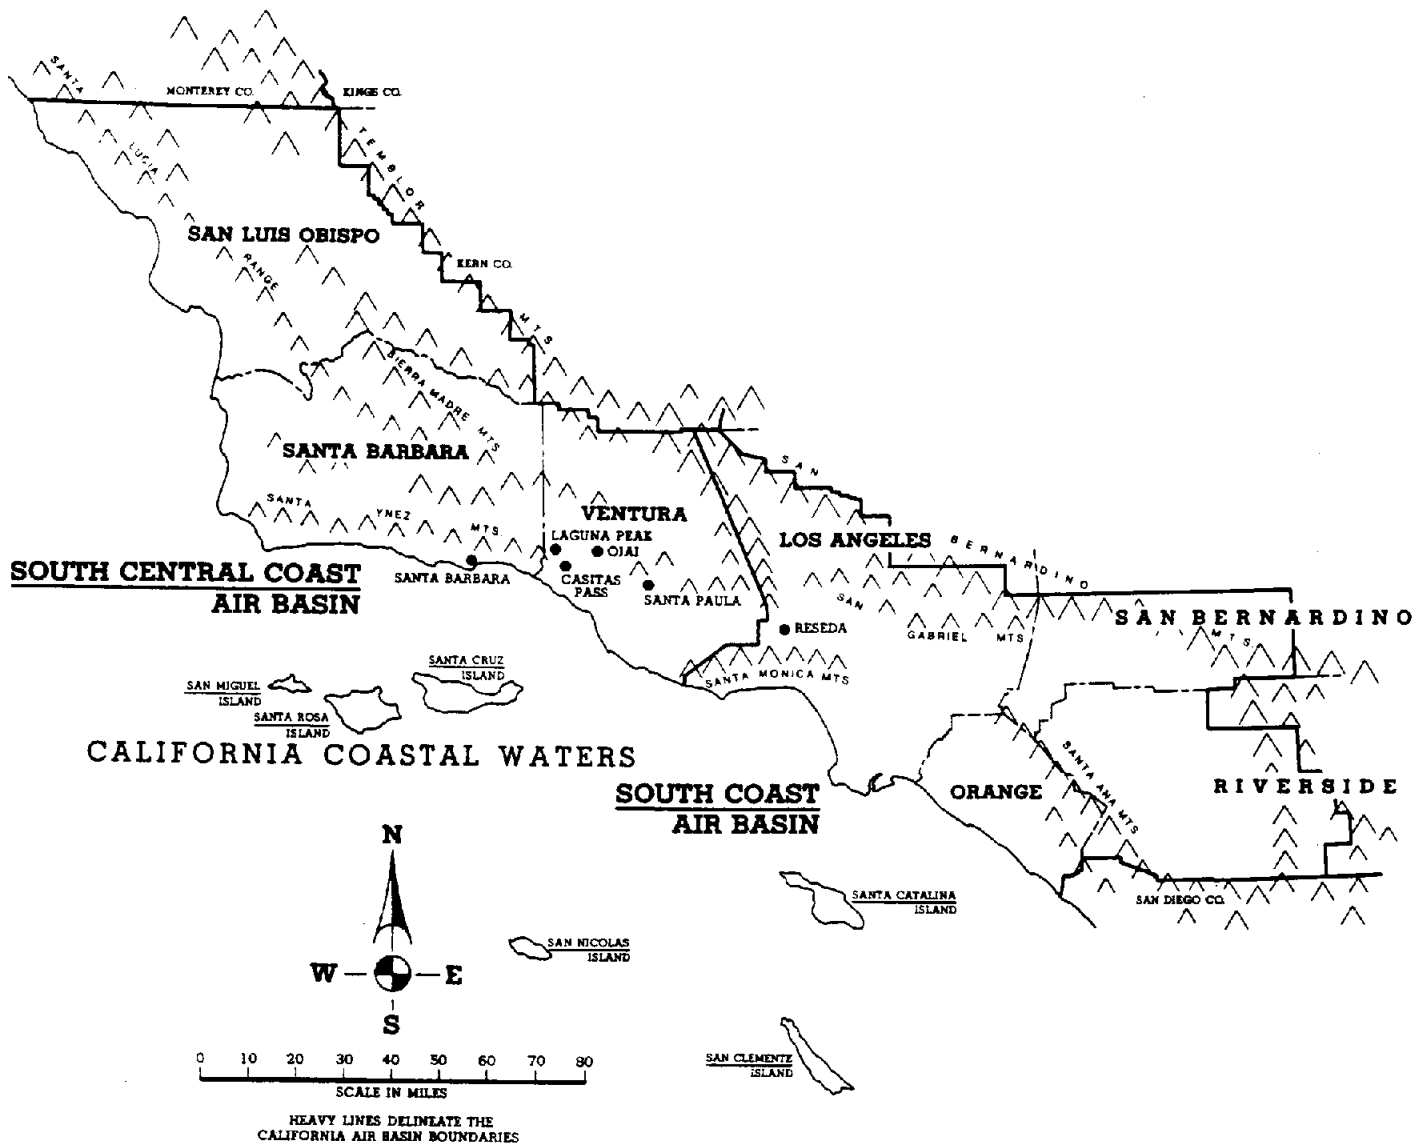 SANTA
LUCIA
RANGE
MONTEREY CO.
KINGS CO.
TEMBLOR
MTS
SAN LUIS OBISPO
KERN CO.
SIERRA MADRE MTS
SANTA BARBARA
SANTA YNEZ MTS.
VENTURA
LAGUNA PEAK
OJAI
CASITAS
PASS
SANTA BARBARA
SANTA PAULA
SOUTH CENTRAL COAST
AIR BASIN
SAN
BERNARDINO
MTS
LOS ANGELES
SAN
GABRIEL MTS
SAN BERNARDINO
RESEDA
SANTA MONICA MTS
SANTA CRUZ
ISLAND
SAN MIGUEL
ISLAND
SANTA ROSA
ISLAND
CALIFORNIA COASTAL WATERS
SOUTH COAST
AIR BASIN
ORANGE
SANTA ANA MTS
RIVERSIDE
SAN DIEGO CO.
N
W E
S
SANTA CATALINA
ISLAND
SAN NICOLAS
ISLAND
SAN CLEMENTE
ISLAND
0 10 20 30 40 50 60 70 80
SCALE IN MILES
HEAVY LINES DELINEATE THE
CALIFORNIA AIR BASIN BOUNDARIES